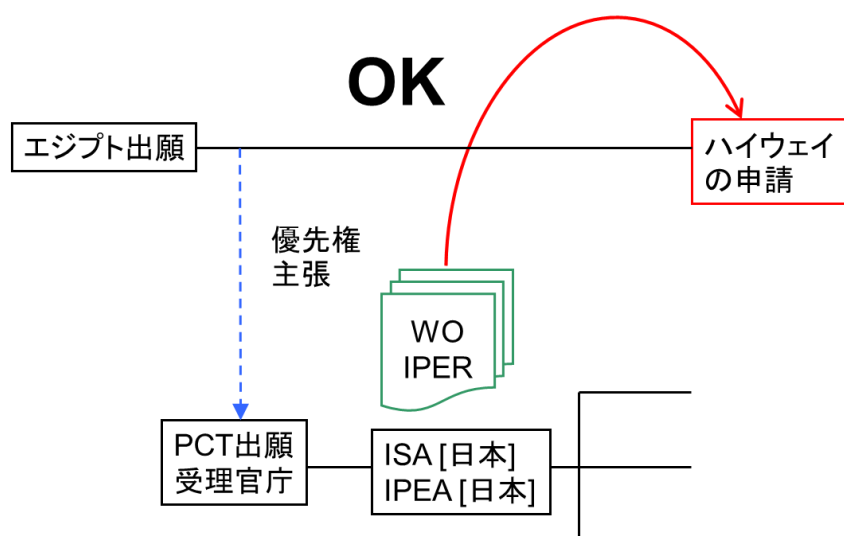 OK
エジプト出願
ハイウェイ
の申請
優先権
主張
WO
IPER
PCT出願
受理官庁
ISA [日本]
IPEA [日本]